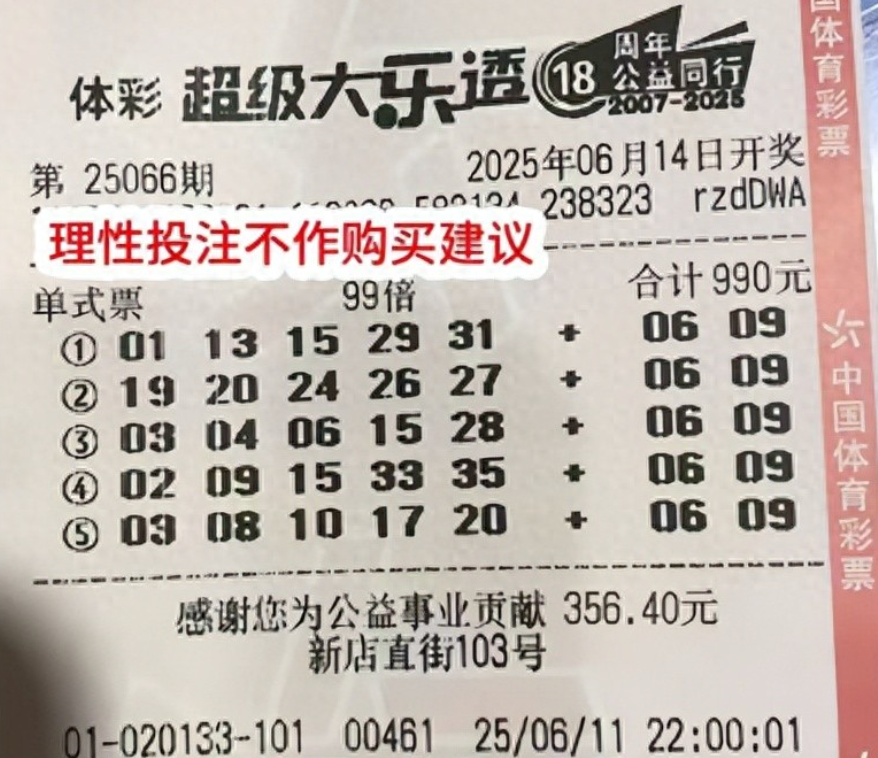 体彩 超级大乐透 18 周年 公益同行 2007-2025
第 25066期 2025年06月14日开奖
238323 rzdDWA
理性投注不作购买建议
单式票 99倍 合计 990元
① 01 13 15 29 31 + 06 09
② 19 20 24 26 27 + 06 09
③ 03 04 06 15 28 + 06 09
④ 02 09 15 33 35 + 06 09
⑤ 03 08 10 17 20 + 06 09
感谢您为公益事业贡献 356.40元
新店直街103号
01-020133-101 00461 25/06/11 22:00:01
国体育彩票
中国体育彩票